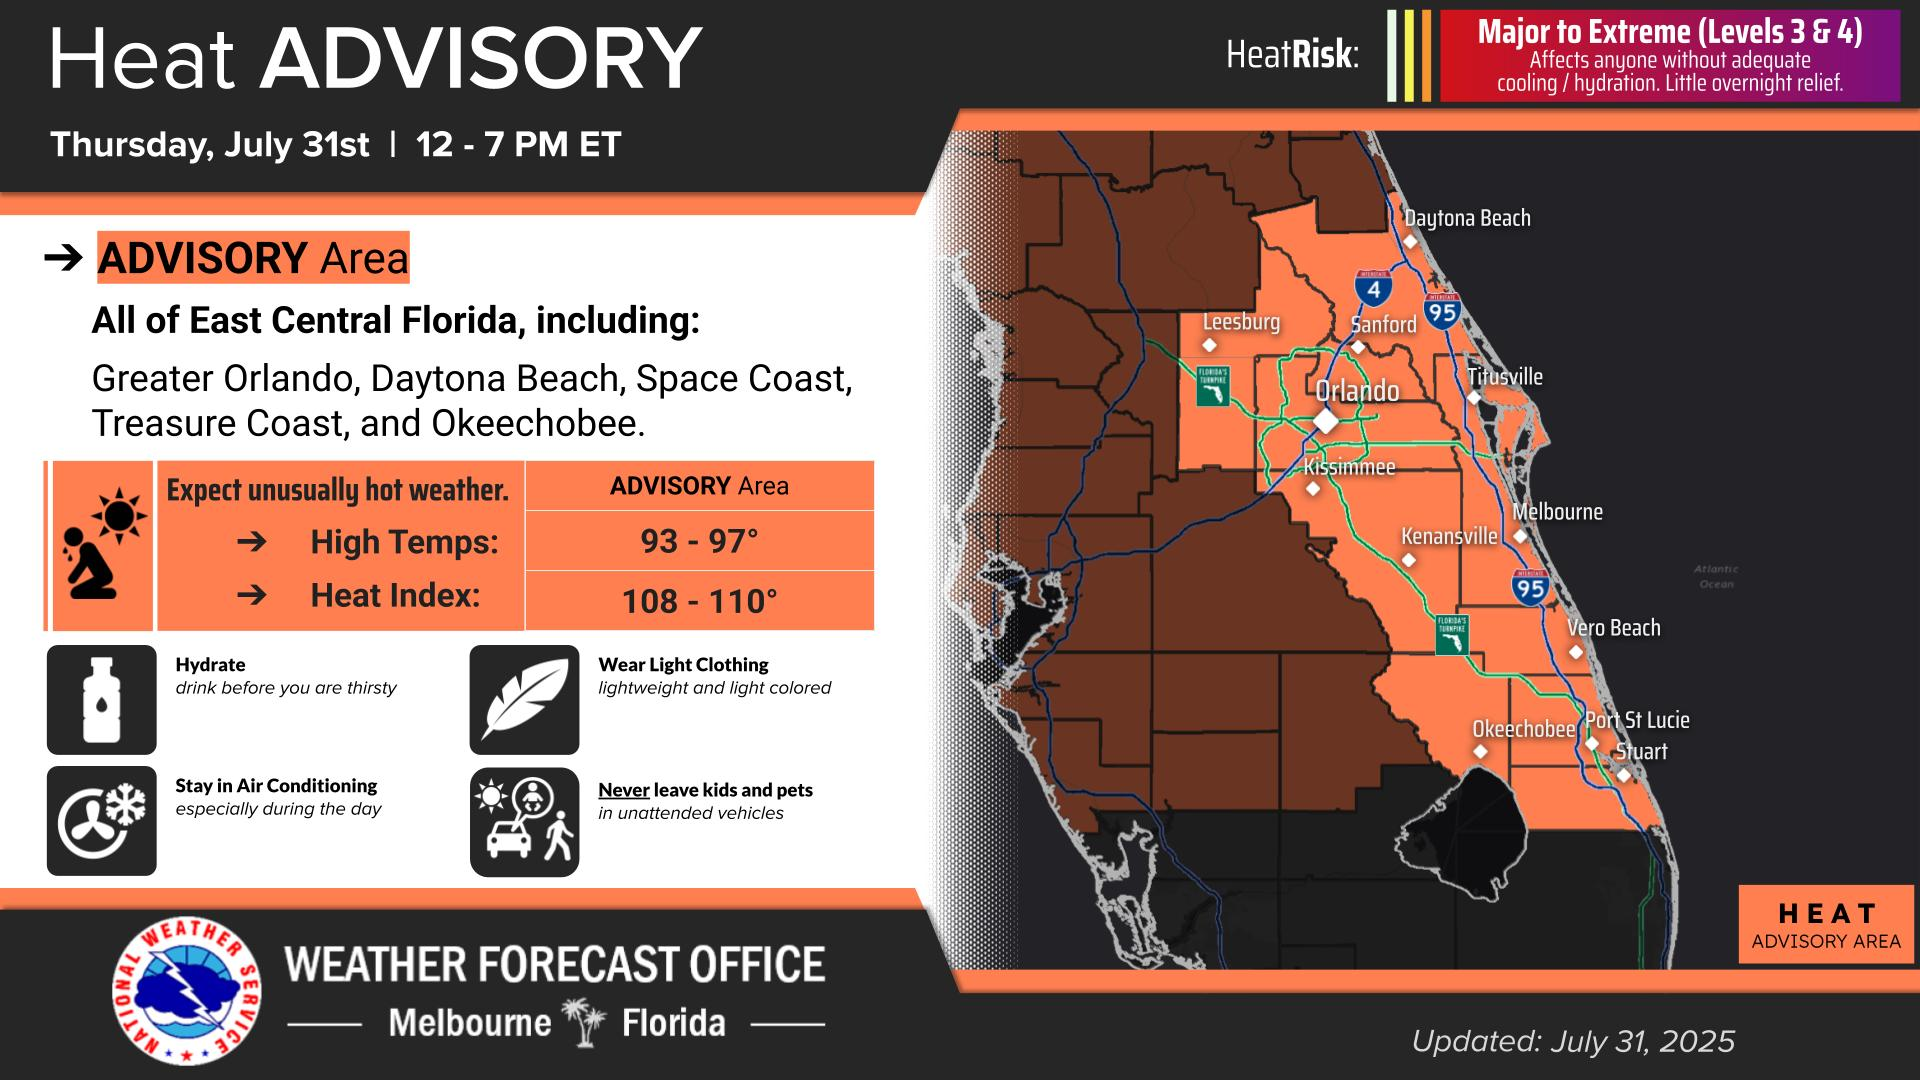 Heat ADVISORY
Thursday, July 31st | 12 - 7 PM ET
HeatRisk:
Major to Extreme (Levels 3 & 4)
Affects anyone without adequate
cooling / hydration. Little overnight relief.
➔ ADVISORY Area
All of East Central Florida, including:
Greater Orlando, Daytona Beach, Space Coast,
Treasure Coast, and Okeechobee.
Expect unusually hot weather.
ADVISORY Area
➔ High Temps:
93 - 97°
➔ Heat Index:
108 - 110°
Hydrate
drink before you are thirsty
Wear Light Clothing
lightweight and light colored
Stay in Air Conditioning
especially during the day
Never leave kids and pets
in unattended vehicles
Daytona Beach
INTERSTATE
4
INTERSTATE
95
Leesburg
Sanford
FLORIDA'S
TURNPIKE
Titusville
Orlando
Kissimmee
Melbourne
Kenansville
Atlantic
Ocean
INTERSTATE
95
FLORIDA'S
TURNPIKE
Vero Beach
Okeechobee
Port St Lucie
Stuart
HEAT
ADVISORY AREA
NATIONAL WEATHER SERVICE
WEATHER FORECAST OFFICE
Melbourne Florida
Updated: July 31, 2025